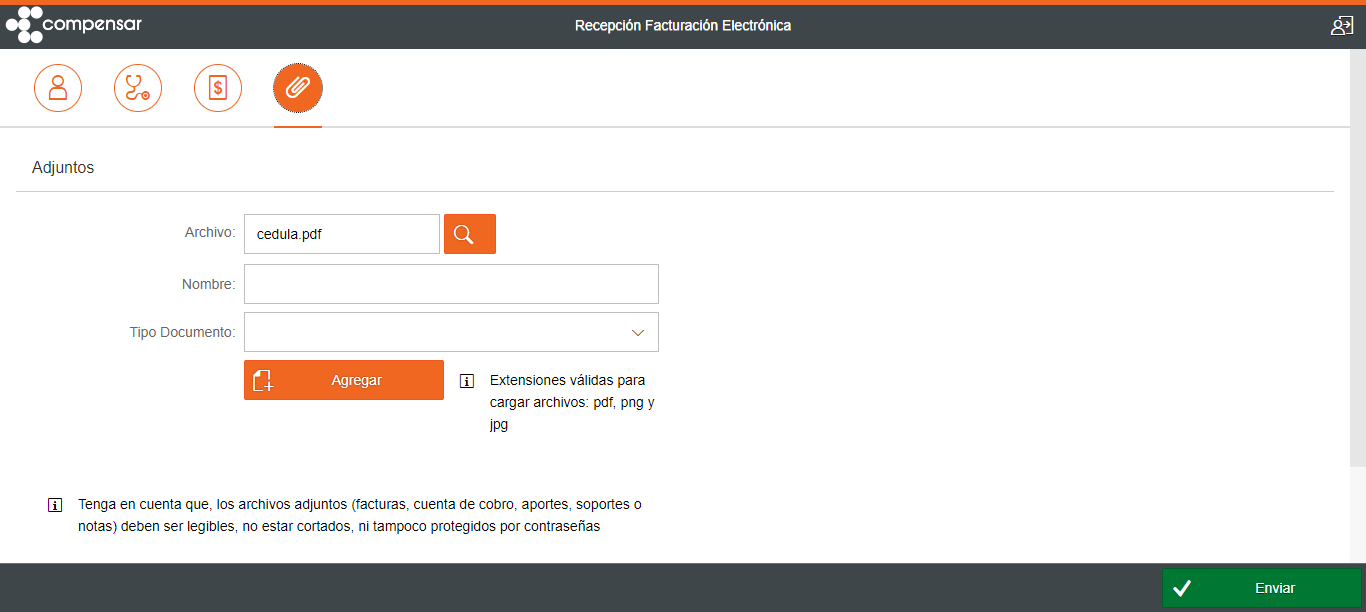 compensar
Recepción Facturación Electrónica
$
Adjuntos
Archivo:
cedula.pdf
Nombre:
Tipo Documento:
Agregar
Extensiones válidas para
cargar archivos: pdf, png y
jpg
Tenga en cuenta que, los archivos adjuntos (facturas, cuenta de cobro, aportes, soportes o
notas) deben ser legibles, no estar cortados, ni tampoco protegidos por contraseñas
Enviar